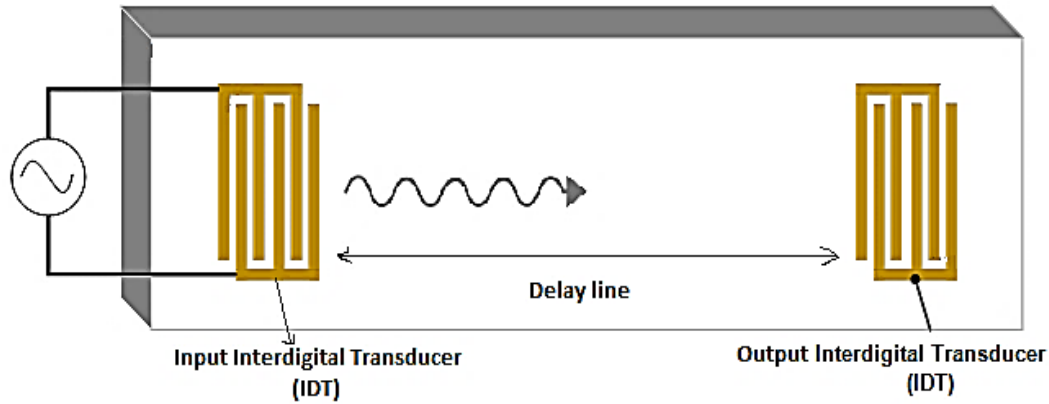 Delay line
Input Interdigital Transducer
(IDT)
Output Interdigital Transducer
(IDT)